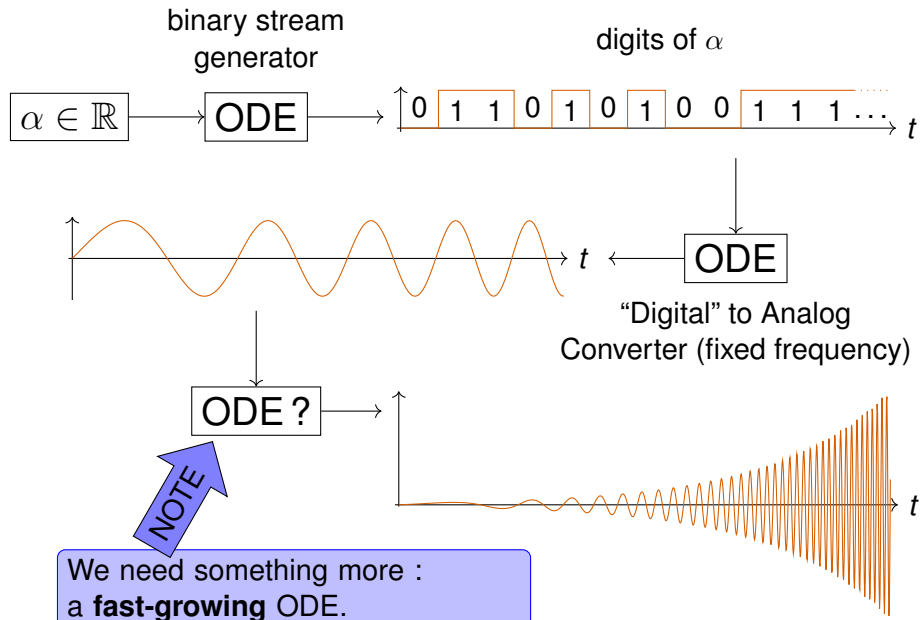 binary stream
generator
digits of α
α ∈ ℝ
ODE
0 1 1 0 1 0 1 0 0 1 1 1 ...
t
t
ODE
"Digital" to Analog
Converter (fixed frequency)
ODE ?
t
NOTE
We need something more :
a fast-growing ODE.